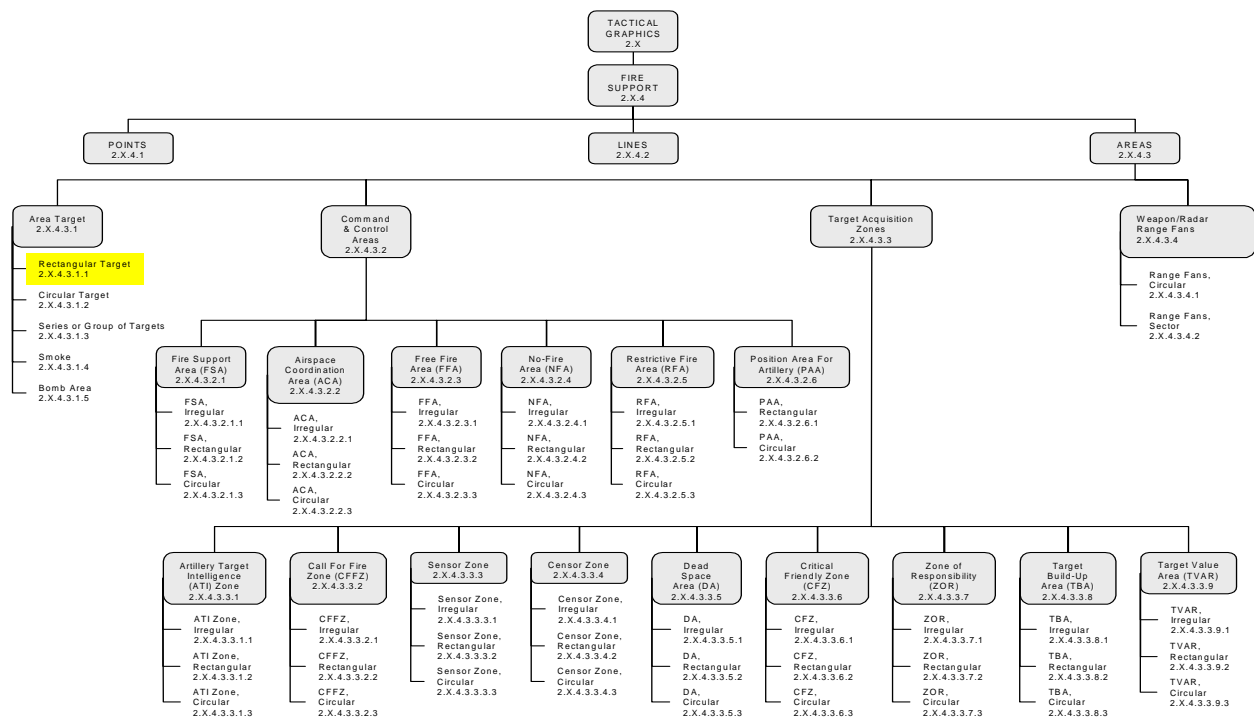 TACTICAL
GRAPHICS
2.X
FIRE
SUPPORT
2.X.4
POINTS
2.X.4.1
LINES
2.X.4.2
AREAS
2.X.4.3
Area Target
2.X.4.3.1
Rectangular Target
2.X.4.3.1.1
Circular Target
2.X.4.3.1.2
Series or Group of Targets
2.X.4.3.1.3
Smoke
2.X.4.3.1.4
Bomb Area
2.X.4.3.1.5
Command
& Control
Areas
2.X.4.3.2
Target Acquisition
Zones
2.X.4.3.3
Weapon/Radar
Range Fans
2.X.4.3.4
Range Fans,
Circular
2.X.4.3.4.1
Range Fans,
Sector
2.X.4.3.4.2
Fire Support
Area (FSA)
2.X.4.3.2.1
FSA,
Irregular
2.X.4.3.2.1.1
FSA,
Rectangular
2.X.4.3.2.1.2
FSA,
Circular
2.X.4.3.2.1.3
Airspace
Coordination
Area (ACA)
2.X.4.3.2.2
ACA,
Irregular
2.X.4.3.2.2.1
ACA,
Rectangular
2.X.4.3.2.2.2
ACA,
Circular
2.X.4.3.2.2.3
Free Fire
Area (FFA)
2.X.4.3.2.3
FFA,
Irregular
2.X.4.3.2.3.1
FFA,
Rectangular
2.X.4.3.2.3.2
FFA,
Circular
2.X.4.3.2.3.3
No-Fire
Area (NFA)
2.X.4.3.2.4
NFA,
Irregular
2.X.4.3.2.4.1
NFA,
Rectangular
2.X.4.3.2.4.2
NFA,
Circular
2.X.4.3.2.4.3
Restrictive Fire
Area (RFA)
2.X.4.3.2.5
RFA,
Irregular
2.X.4.3.2.5.1
RFA,
Rectangular
2.X.4.3.2.5.2
RFA,
Circular
2.X.4.3.2.5.3
Position Area For
Artillery (PAA)
2.X.4.3.2.6
PAA,
Rectangular
2.X.4.3.2.6.1
PAA,
Circular
2.X.4.3.2.6.2
Artillery Target
Intelligence
(ATI) Zone
2.X.4.3.3.1
ATI Zone,
Irregular
2.X.4.3.3.1.1
ATI Zone,
Rectangular
2.X.4.3.3.1.2
ATI Zone,
Circular
2.X.4.3.3.1.3
Call For Fire
Zone (CFFZ)
2.X.4.3.3.2
CFFZ,
Irregular
2.X.4.3.3.2.1
CFFZ,
Rectangular
2.X.4.3.3.2.2
CFFZ,
Circular
2.X.4.3.3.2.3
Sensor Zone
2.X.4.3.3.3
Sensor Zone,
Irregular
2.X.4.3.3.3.1
Sensor Zone,
Rectangular
2.X.4.3.3.3.2
Sensor Zone,
Circular
2.X.4.3.3.3.3
Censor Zone
2.X.4.3.3.4
Censor Zone,
Irregular
2.X.4.3.3.4.1
Censor Zone,
Rectangular
2.X.4.3.3.4.2
Censor Zone,
Circular
2.X.4.3.3.4.3
Dead
Space
Area (DA)
2.X.4.3.3.5
DA,
Irregular
2.X.4.3.3.5.1
DA,
Rectangular
2.X.4.3.3.5.2
DA,
Circular
2.X.4.3.3.5.3
Critical
Friendly Zone
(CFZ)
2.X.4.3.3.6
CFZ,
Irregular
2.X.4.3.3.6.1
CFZ,
Rectangular
2.X.4.3.3.6.2
CFZ,
Circular
2.X.4.3.3.6.3
Zone of
Responsibility
(ZOR)
2.X.4.3.3.7
ZOR,
Irregular
2.X.4.3.3.7.1
ZOR,
Rectangular
2.X.4.3.3.7.2
ZOR,
Circular
2.X.4.3.3.7.3
Target
Build-Up
Area (TBA)
2.X.4.3.3.8
TBA,
Irregular
2.X.4.3.3.8.1
TBA,
Rectangular
2.X.4.3.3.8.2
TBA,
Circular
2.X.4.3.3.8.3
Target Value
Area (TVAR)
2.X.4.3.3.9
TVAR,
Irregular
2.X.4.3.3.9.1
TVAR,
Rectangular
2.X.4.3.3.9.2
TVAR,
Circular
2.X.4.3.3.9.3